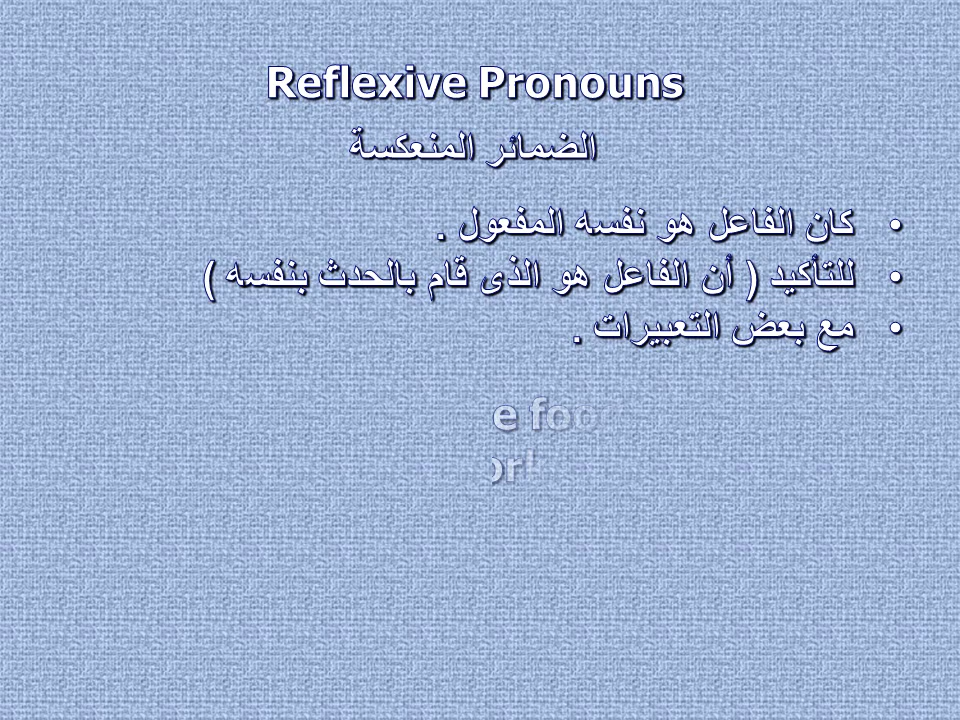 Reflexive Pronouns
الضمائر المنعكسة
• كان الفاعل هو نفسه المفعول .
• للتأكيد ( أن الفاعل هو الذى قام بالحدث بنفسه )
• مع بعض التعبيرات .